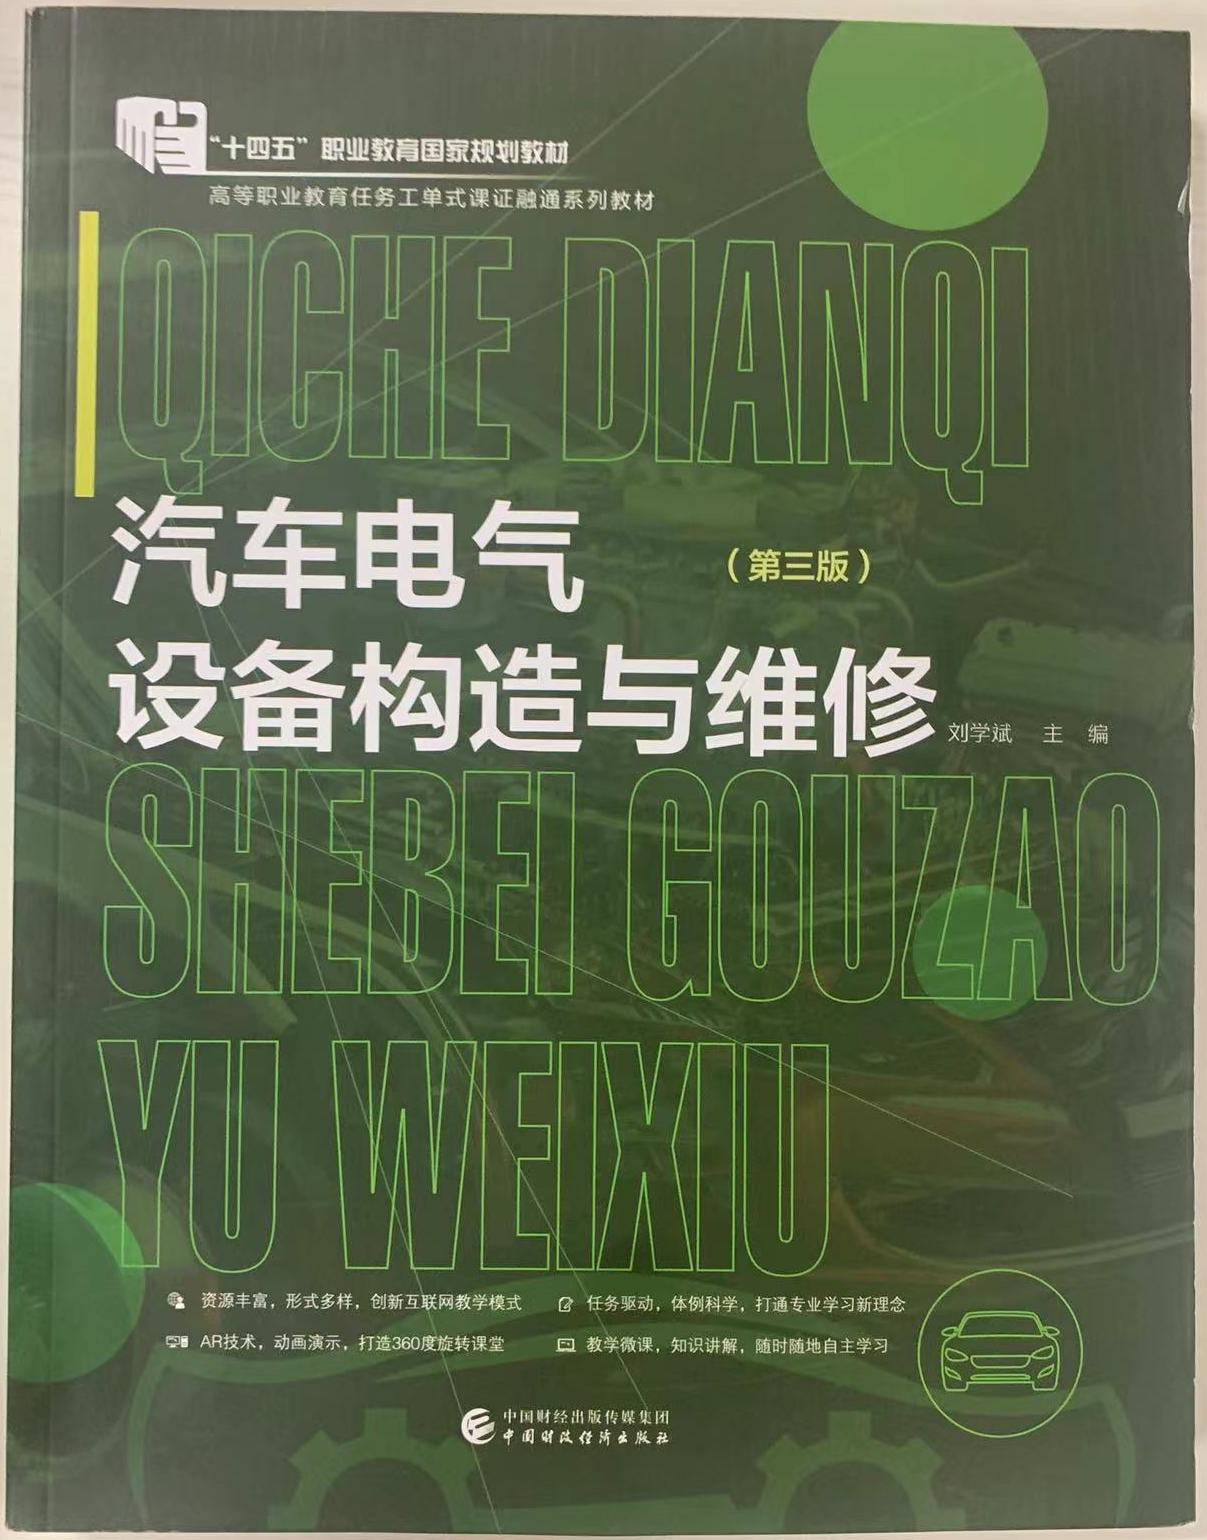 “十四五”职业教育国家规划教材
高等职业教育任务工单式课证融通系列教材
QICHE DIANQI
汽车电气
（第三版）
设备构造与维修
刘学斌 主 编
SHEBEI GOUZAO
YU WEIXIU
资源丰富，形式多样，创新互联网教学模式
任务驱动，体例科学，打通专业学习新理念
AR技术，动画演示，打造360度旋转课堂
教学微课，知识讲解，随时随地自主学习
中国财经出版传媒集团
中国财政经济出版社